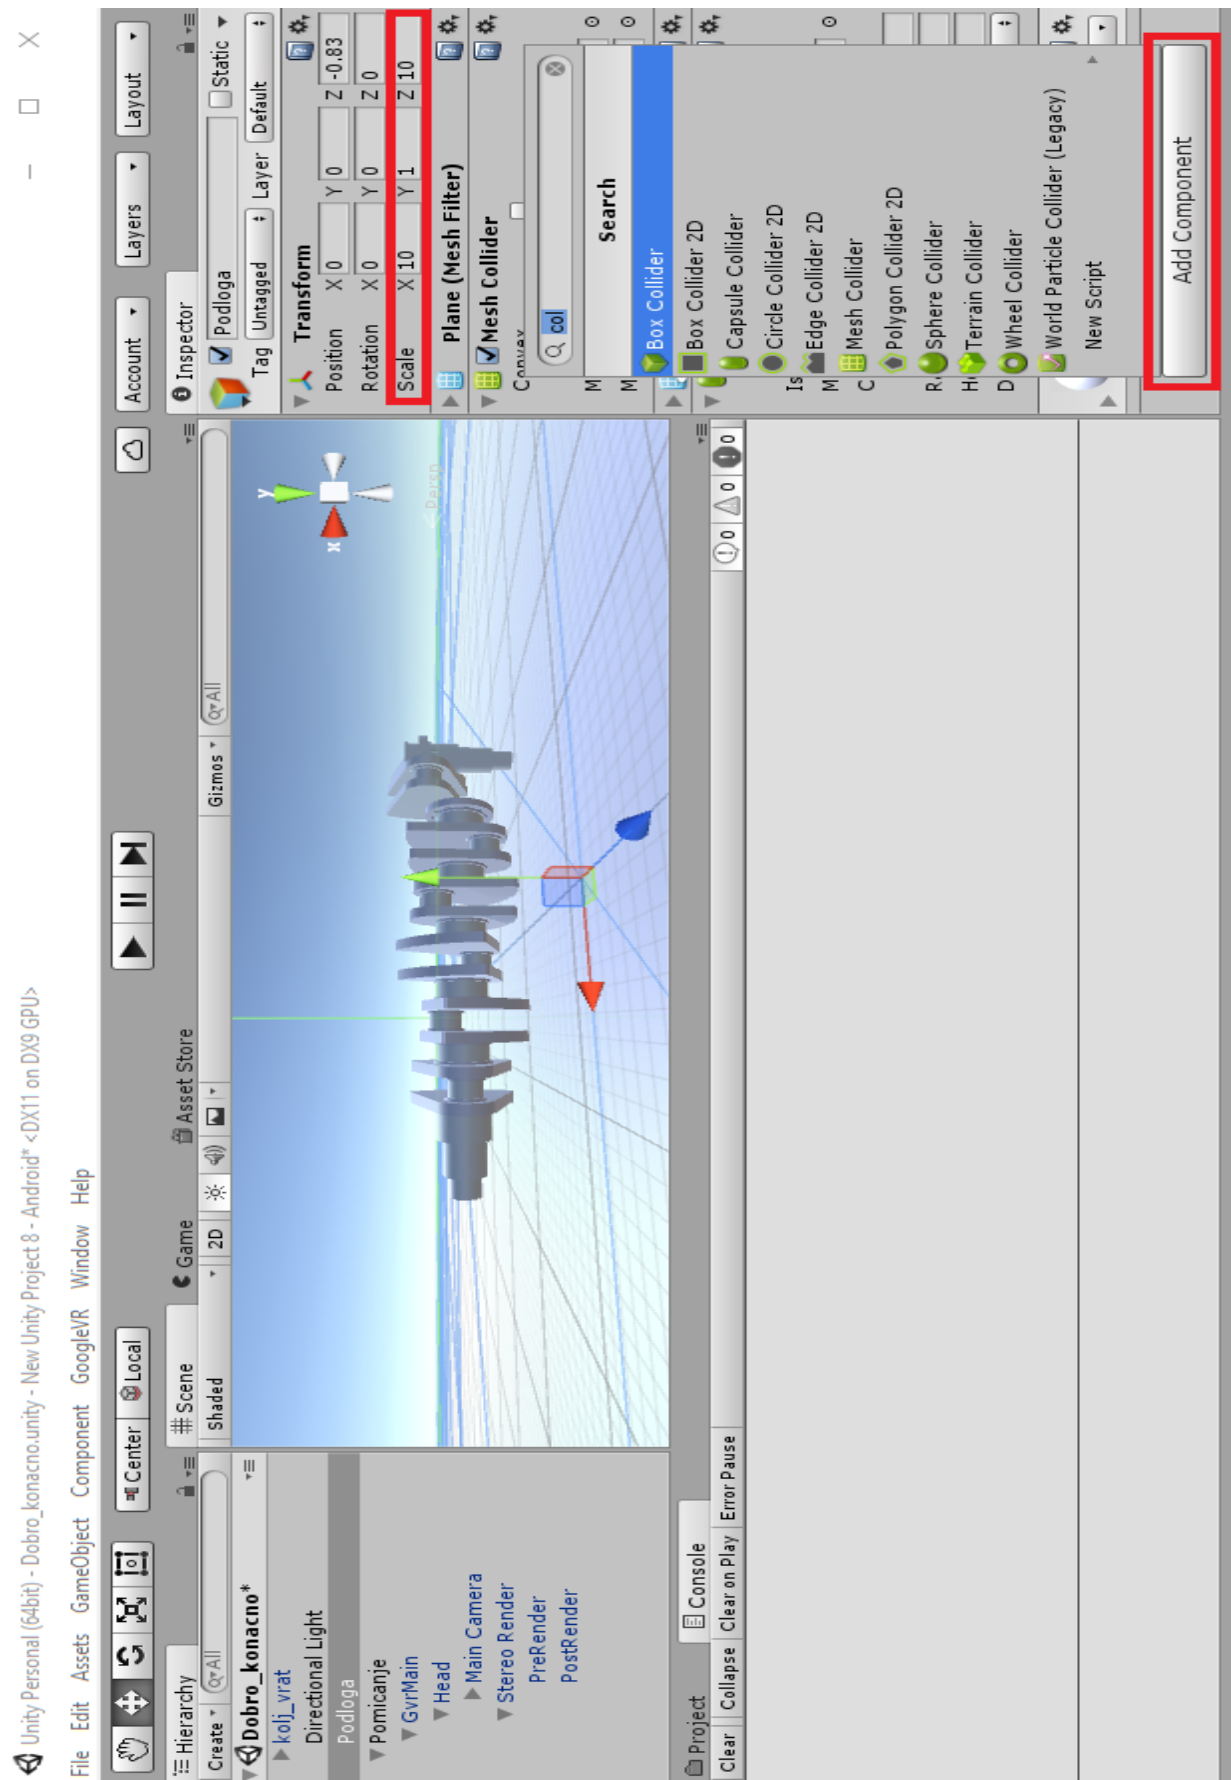 Unity Personal (64bit) - Dobro_konacno.unity - New Unity Project 8 - Android* <DX11 on DX9 GPU>
File Edit Assets GameObject Component GoogleVR Window Help
Center Local
Account Layers Layout
Hierarchy
Create All
Dobro_konacno*
kolj_vrat
Directional Light
Podloga
Pomicanje
GvrMain
Head
Main Camera
Stereo Render
PreRender
PostRender
Scene Game Asset Store
Shaded 2D Gizmos All
y
x
Persp
Inspector
Podloga Static
Tag Untagged Layer Default
Transform
Position X 0 Y 0 Z -0.83
Rotation X 0 Y 0 Z 0
Scale X 10 Y 1 Z 10
Plane (Mesh Filter)
Mesh Collider
Convex
M
M
Is
M
C
R
H
D
col
Search
Box Collider
Box Collider 2D
Capsule Collider
Circle Collider 2D
Edge Collider 2D
Mesh Collider
Polygon Collider 2D
Sphere Collider
Terrain Collider
Wheel Collider
World Particle Collider (Legacy)
New Script
Add Component
Project Console
Clear Collapse Clear on Play Error Pause 0 0 0